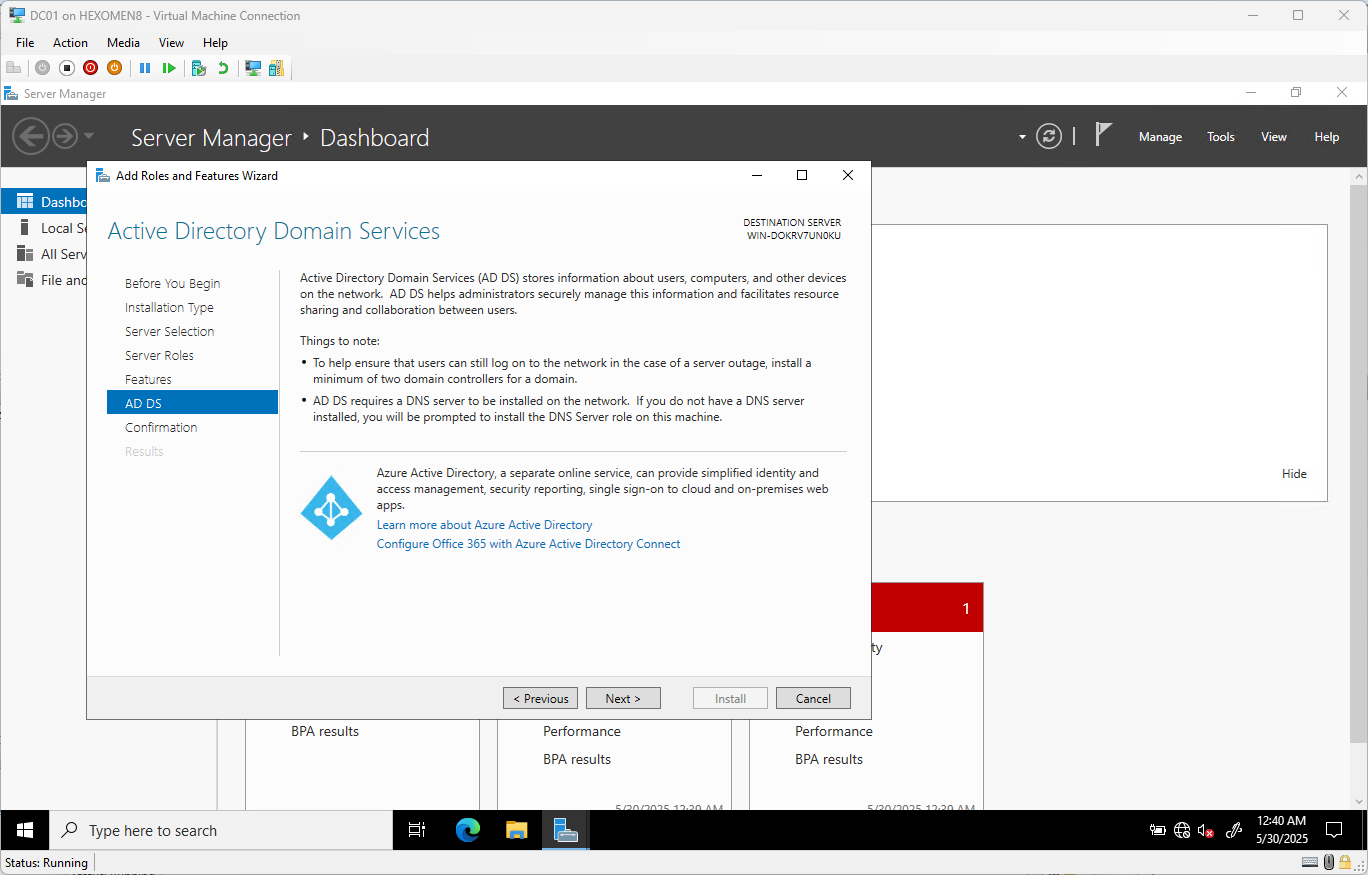 DC01 on HEXOMEN8 - Virtual Machine Connection
File Action Media View Help
Server Manager
Server Manager Dashboard
Manage Tools View Help
Add Roles and Features Wizard
Dashbo
Local Se
All Serv
File and
Active Directory Domain Services
DESTINATION SERVER
WIN-DOKRV7UN0KU
Before You Begin
Installation Type
Server Selection
Server Roles
Features
AD DS
Confirmation
Results
Active Directory Domain Services (AD DS) stores information about users, computers, and other devices
on the network. AD DS helps administrators securely manage this information and facilitates resource
sharing and collaboration between users.
Things to note:
• To help ensure that users can still log on to the network in the case of a server outage, install a
minimum of two domain controllers for a domain.
• AD DS requires a DNS server to be installed on the network. If you do not have a DNS server
installed, you will be prompted to install the DNS Server role on this machine.
Azure Active Directory, a separate online service, can provide simplified identity and
access management, security reporting, single sign-on to cloud and on-premises web
apps.
Learn more about Azure Active Directory
Configure Office 365 with Azure Active Directory Connect
< Previous Next > Install Cancel
Hide
1
ty
BPA results
Performance
BPA results
5/30/2025 12:39 AM
Performance
BPA results
5/30/2025 12:39 AM
Type here to search
12:40 AM
5/30/2025
Status: Running